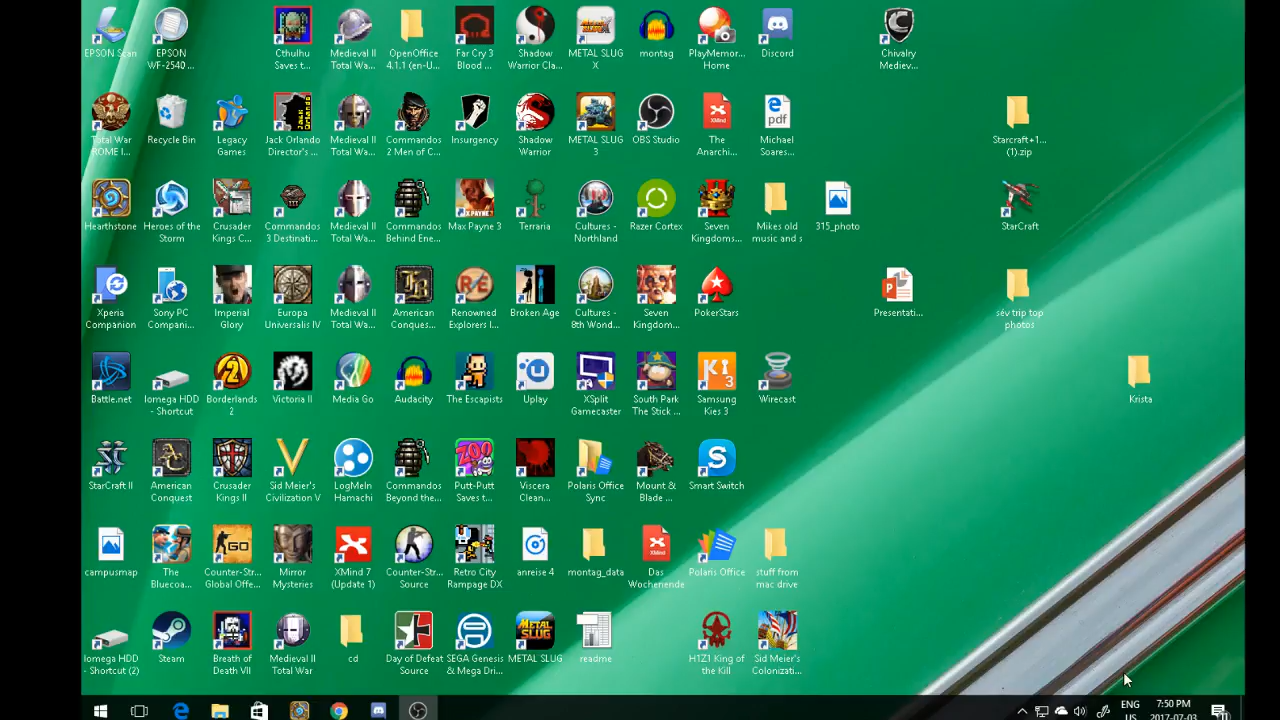 EPSON Scan
EPSON
WF-2540 ...
Cthulhu
Saves t...
Medieval II
Total Wa...
OpenOffice
4.1.1 (en-U...
Far Cry 3
Blood ...
Shadow
Warrior Cla...
METAL SLUG
X
montag
PlayMemor...
Home
Discord
Chivalry
Mediev...
Total War
ROME I...
Recycle Bin
Legacy
Games
Jack Orlando
Director's ...
Medieval II
Total Wa...
Commandos
2 Men of C...
Insurgency
Shadow
Warrior
METAL SLUG
3
OBS Studio
The
Anarchi...
Michael
Soares...
Starcraft+1...
(1).zip
Hearthstone
Heroes of the
Storm
Crusader
Kings C...
Commandos
3 Destinati...
Medieval II
Total Wa...
Commandos
Behind Ene...
Max Payne 3
Terraria
Cultures -
Northland
Razer Cortex
Seven
Kingdoms...
Mikes old
music and s
315_photo
StarCraft
Xperia
Companion
Sony PC
Compani...
Imperial
Glory
Europa
Universalis IV
Medieval II
Total Wa...
American
Conques...
Renowned
Explorers I...
Broken Age
Cultures -
8th Wond...
Seven
Kingdom...
PokerStars
Presentati...
sév trip top
photos
Battle.net
Iomega HDD
- Shortcut
Borderlands
2
Victoria II
Media Go
Audacity
The Escapists
Uplay
XSplit
Gamecaster
South Park
The Stick ...
Samsung
Kies 3
Wirecast
Krista
StarCraft II
American
Conquest
Crusader
Kings II
Sid Meier's
Civilization V
LogMeIn
Hamachi
Commandos
Beyond the...
Putt-Putt
Saves t...
Viscera
Clean...
Polaris Office
Sync
Mount &
Blade ...
Smart Switch
campusmap
The
Bluecoa...
Counter-Str...
Global Offe...
Mirror
Mysteries
XMind 7
(Update 1)
Counter-Str...
Source
Retro City
Rampage DX
anreise 4
montag_data
Das
Wochenende
Polaris Office
stuff from
mac drive
Iomega HDD
- Shortcut (2)
Steam
Breath of
Death VII
Medieval II
Total War
cd
Day of Defeat
Source
SEGA Genesis
& Mega Dri...
METAL SLUG
readme
H1Z1 King of
the Kill
Sid Meier's
Colonizati...
ENG
US
7:50 PM
2017-07-03